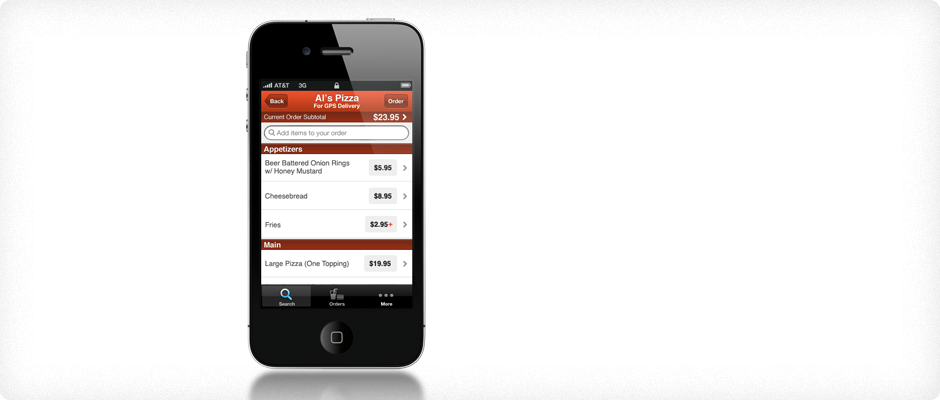 AT&T 3G
Back
Al's Pizza
For GPS Delivery
Order
Current Order Subtotal $23.95
Add items to your order
Appetizers
Beer Battered Onion Rings
w/ Honey Mustard
$5.95
Cheesebread $8.95
Fries $2.95+
Main
Large Pizza (One Topping) $19.95
Search Orders More